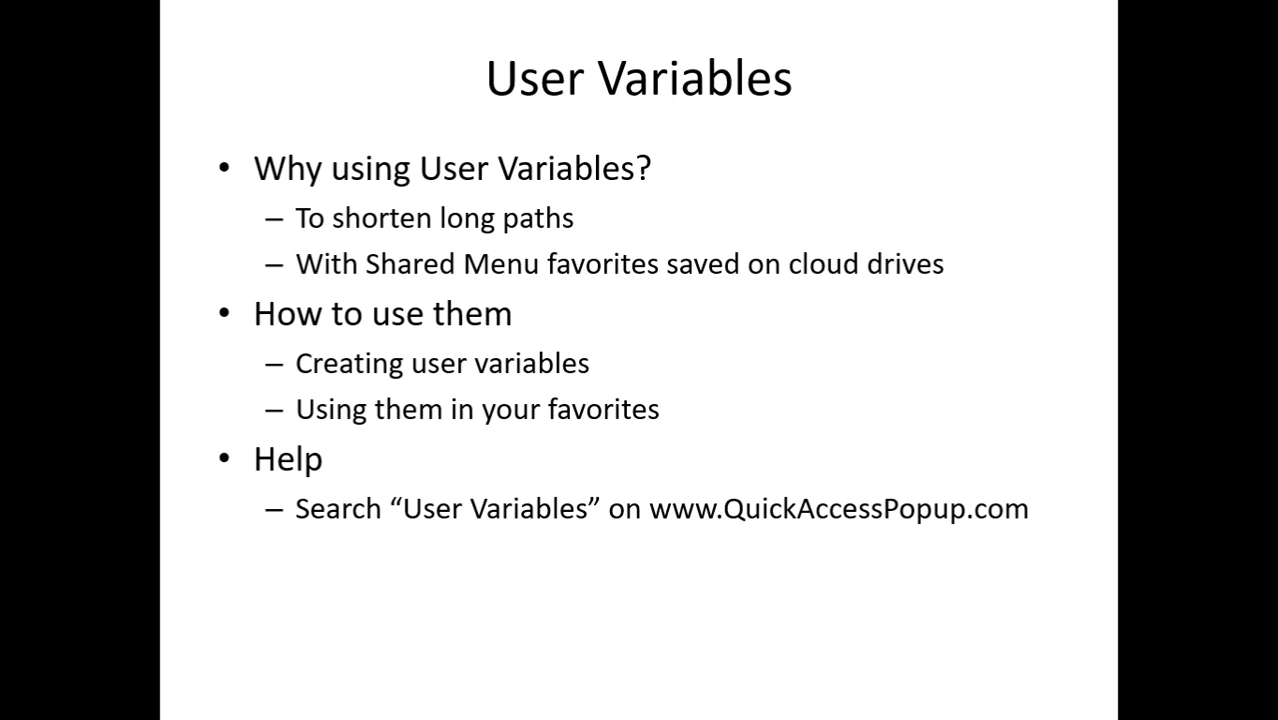 User Variables
• Why using User Variables?
– To shorten long paths
– With Shared Menu favorites saved on cloud drives
• How to use them
– Creating user variables
– Using them in your favorites
• Help
– Search “User Variables” on www.QuickAccessPopup.com